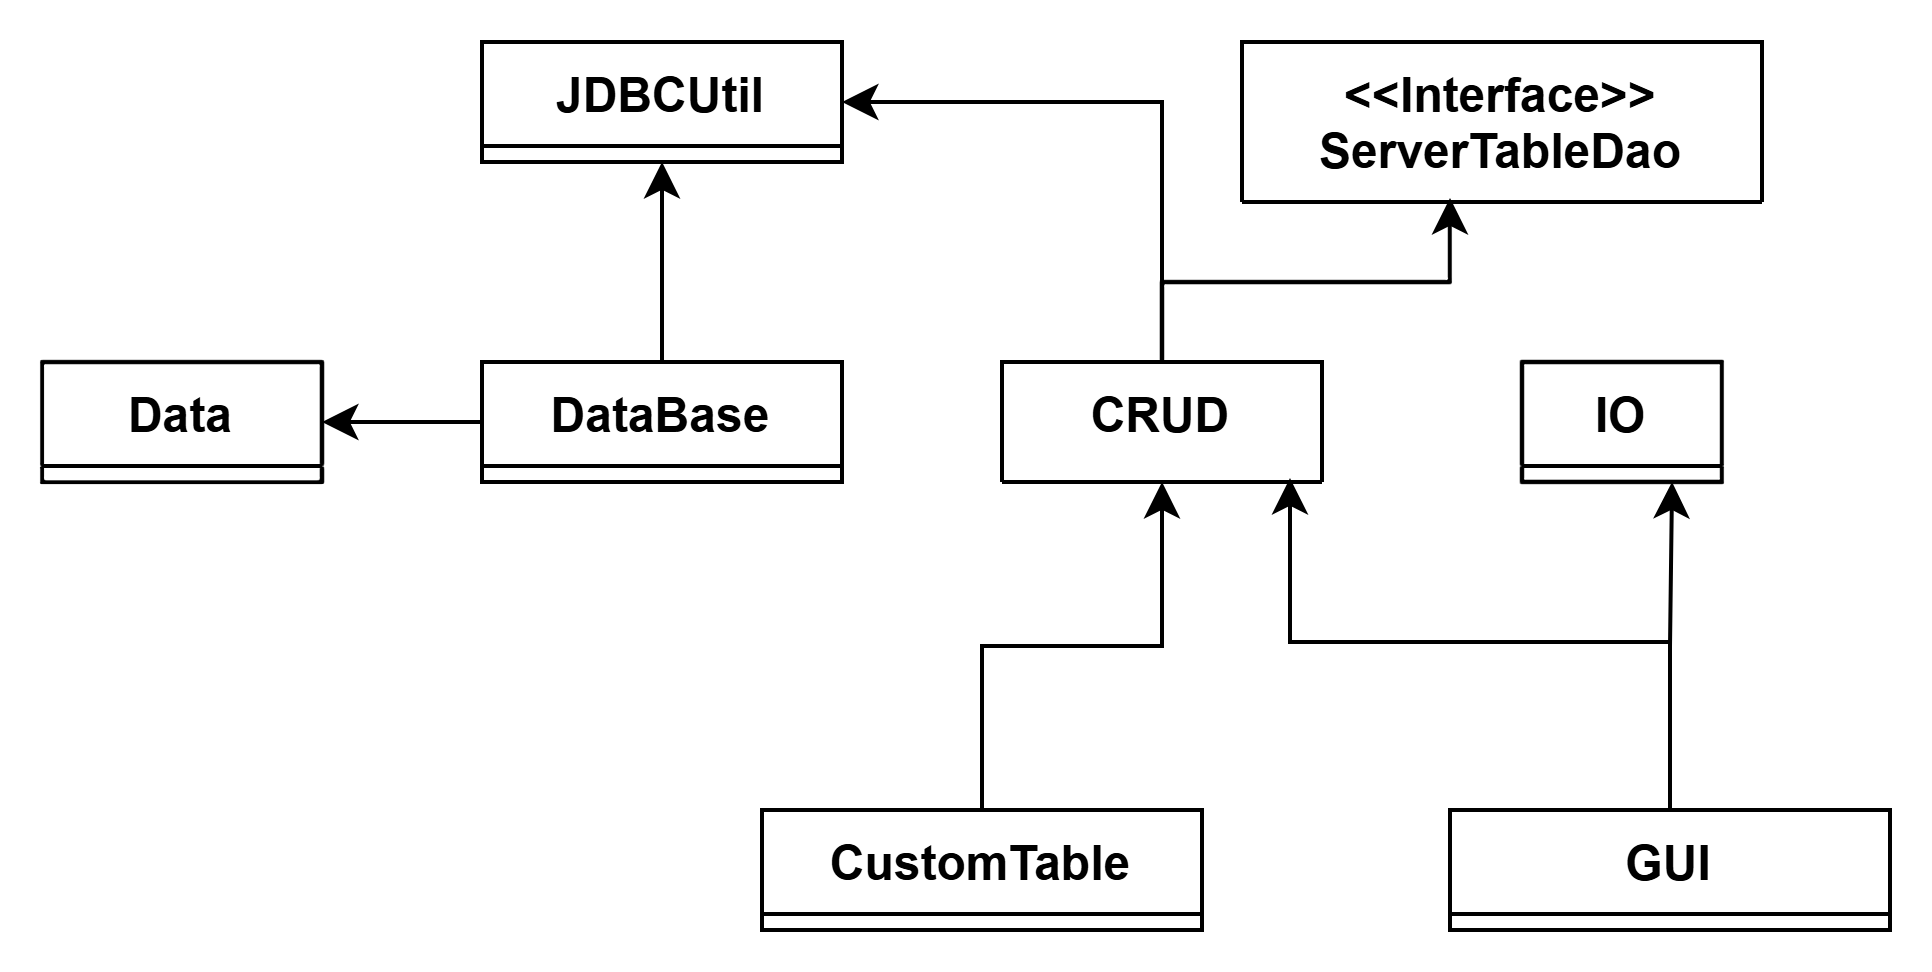 JDBCUtil
<<Interface>>
ServerTableDao
Data
DataBase
CRUD
IO
CustomTable
GUI